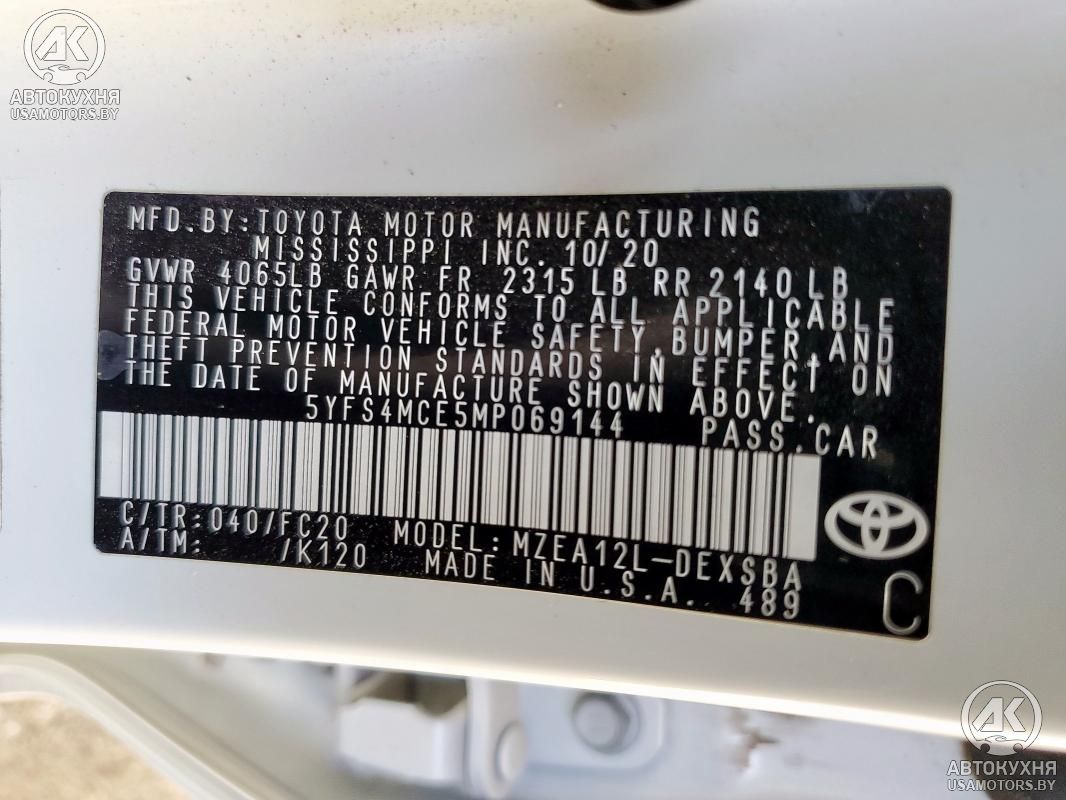 AK
АВТОКУХНЯ
USAMOTORS.BY
MFD.BY:TOYOTA MOTOR MANUFACTURING
MISSISSIPPI INC. 10/20
GVWR 4065LB GAWR FR 2315 LB RR 2140 LB
THIS VEHICLE CONFORMS TO ALL APPLICABLE
FEDERAL MOTOR VEHICLE SAFETY,BUMPER,AND
THEFT PREVENTION STANDARDS IN EFFECT ON
THE DATE OF MANUFACTURE SHOWN ABOVE.
5YFS4MCE5MP069144 PASS.CAR
C/TR:040/FC20 MODEL:MZEA12L-DEXSBA
A/TM: /K120 MADE IN U.S.A. 489
C
AK
АВТОКУХНЯ
USAMOTORS.BY